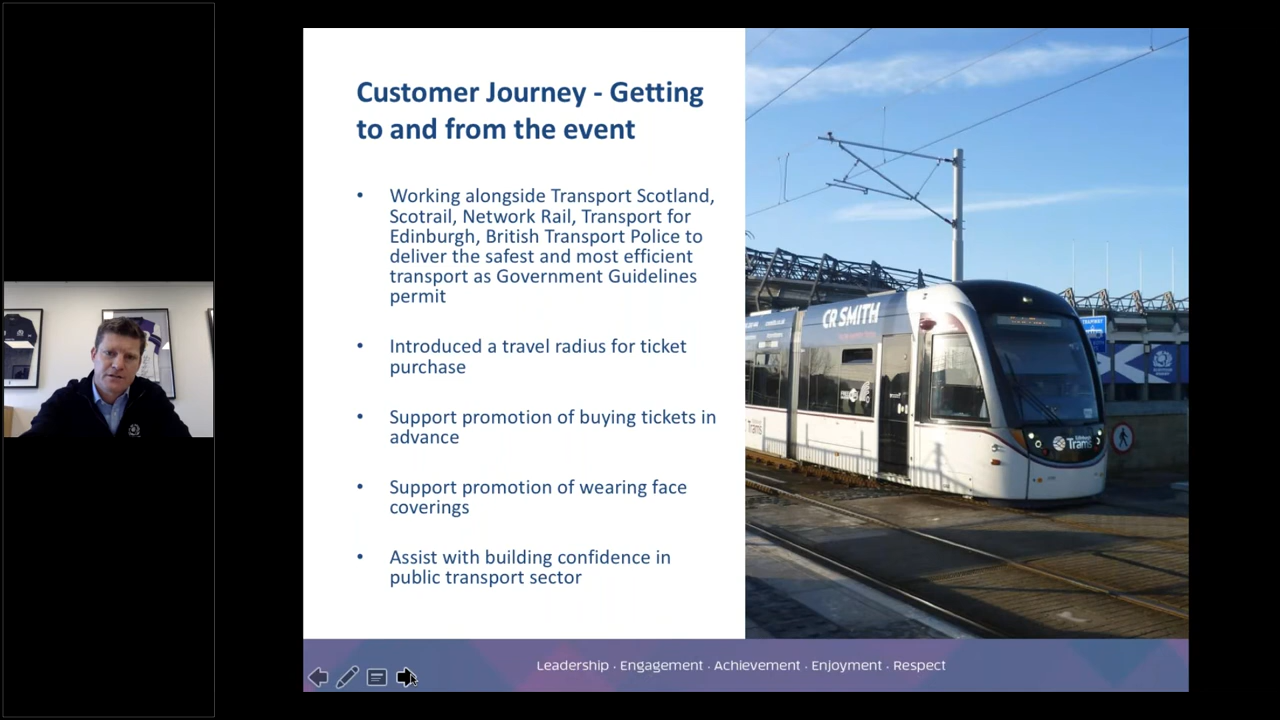 Customer Journey - Getting
to and from the event
• Working alongside Transport Scotland,
Scotrail, Network Rail, Transport for
Edinburgh, British Transport Police to
deliver the safest and most efficient
transport as Government Guidelines
permit
• Introduced a travel radius for ticket
purchase
• Support promotion of buying tickets in
advance
• Support promotion of wearing face
coverings
• Assist with building confidence in
public transport sector
CR SMITH
Trams
Leadership . Engagement . Achievement . Enjoyment . Respect